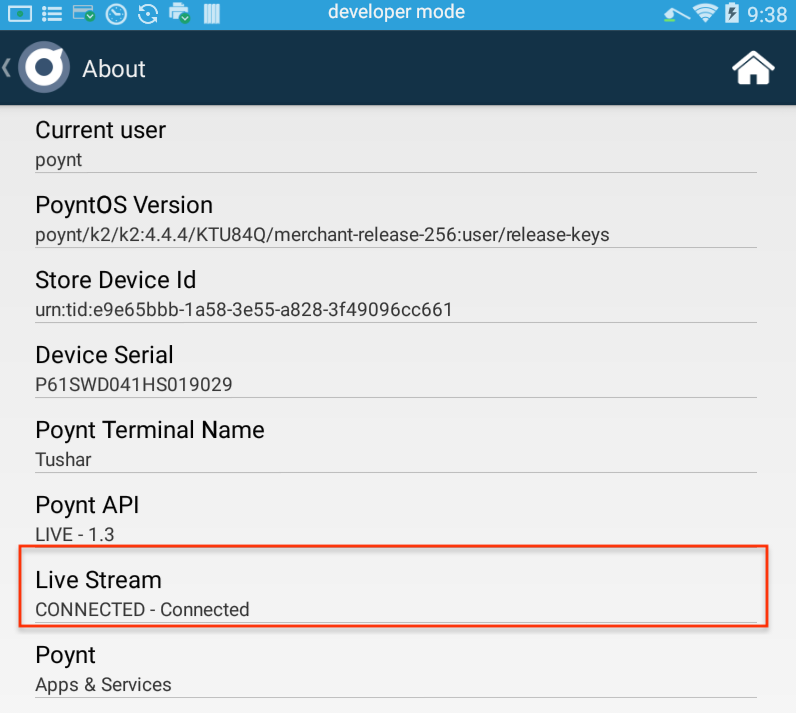 developer mode
9:38
About
Current user
poynt
PoyntOS Version
poynt/k2/k2:4.4.4/KTU84Q/merchant-release-256:user/release-keys
Store Device Id
urn:tid:e9e65bbb-1a58-3e55-a828-3f49096cc661
Device Serial
P61SWD041HS019029
Poynt Terminal Name
Tushar
Poynt API
LIVE - 1.3
Live Stream
CONNECTED - Connected
Poynt
Apps & Services